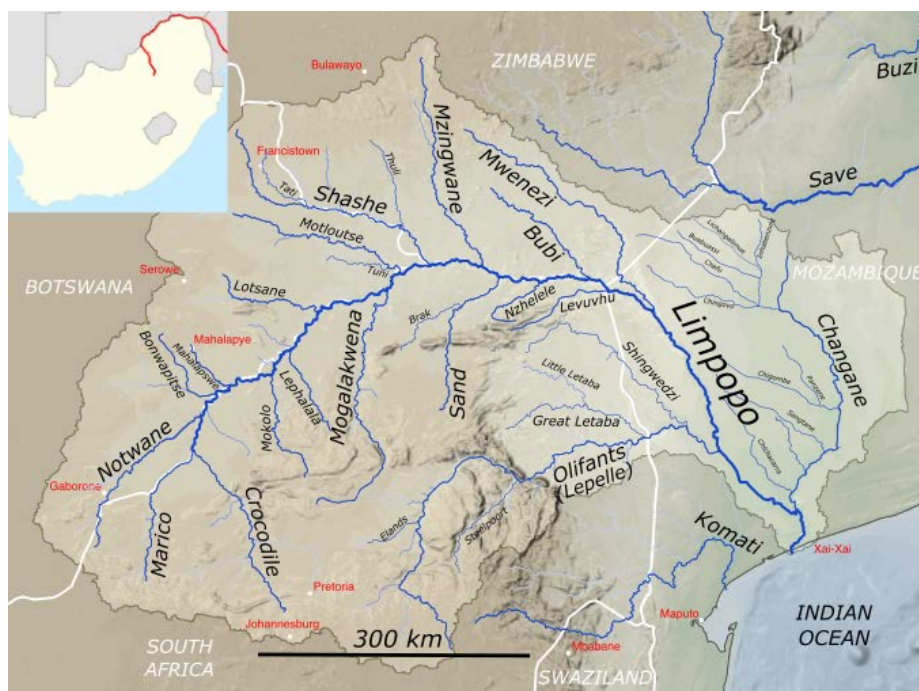 ZIMBABWE
Bulawayo
Buzi
Mzingwane
Francistown
Thuli
Mwenezi
Tati
Shashe
Save
Motloutse
Bubi
Tuni
Chefu
MOZAMBIQUE
Serowe
BOTSWANA
Lotsane
Nzhelele
Levuvhu
Brak
Limpopo
Changane
Mahalapye
Bonwapitse
Mahalapswe
Mogalakwena
Sand
Shingwedzi
Little Letaba
Lephalala
Mokolo
Great Letaba
Notwane
Olifants
(Lepelle)
Gaborone
Marico
Crocodile
Elands
Steelpoort
Komati
Xai-Xai
Pretoria
Johannesburg
300 km
Maputo
INDIAN
OCEAN
SOUTH
AFRICA
Mbabane
SWAZILAND